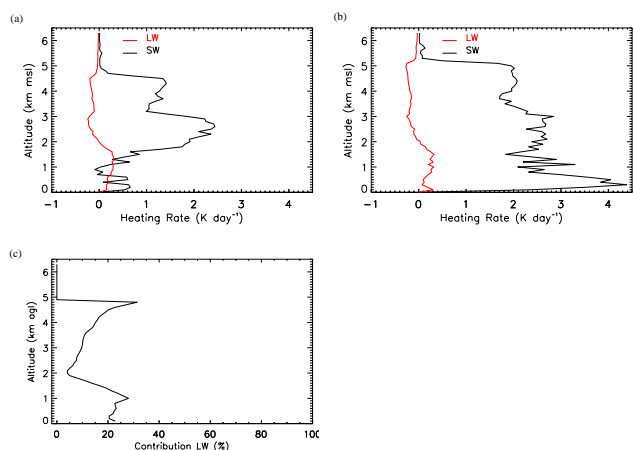 (a)
LW
SW
6
5
4
3
2
1
0
Altitude (km msl)
−1 0 1 2 3 4
Heating Rate (K day⁻¹)
(b)
LW
SW
6
5
4
3
2
1
0
Altitude (km msl)
−1 0 1 2 3 4
Heating Rate (K day⁻¹)
(c)
6
5
4
3
2
1
0
Altitude (km agl)
0 20 40 60 80 100
Contribution LW (%)